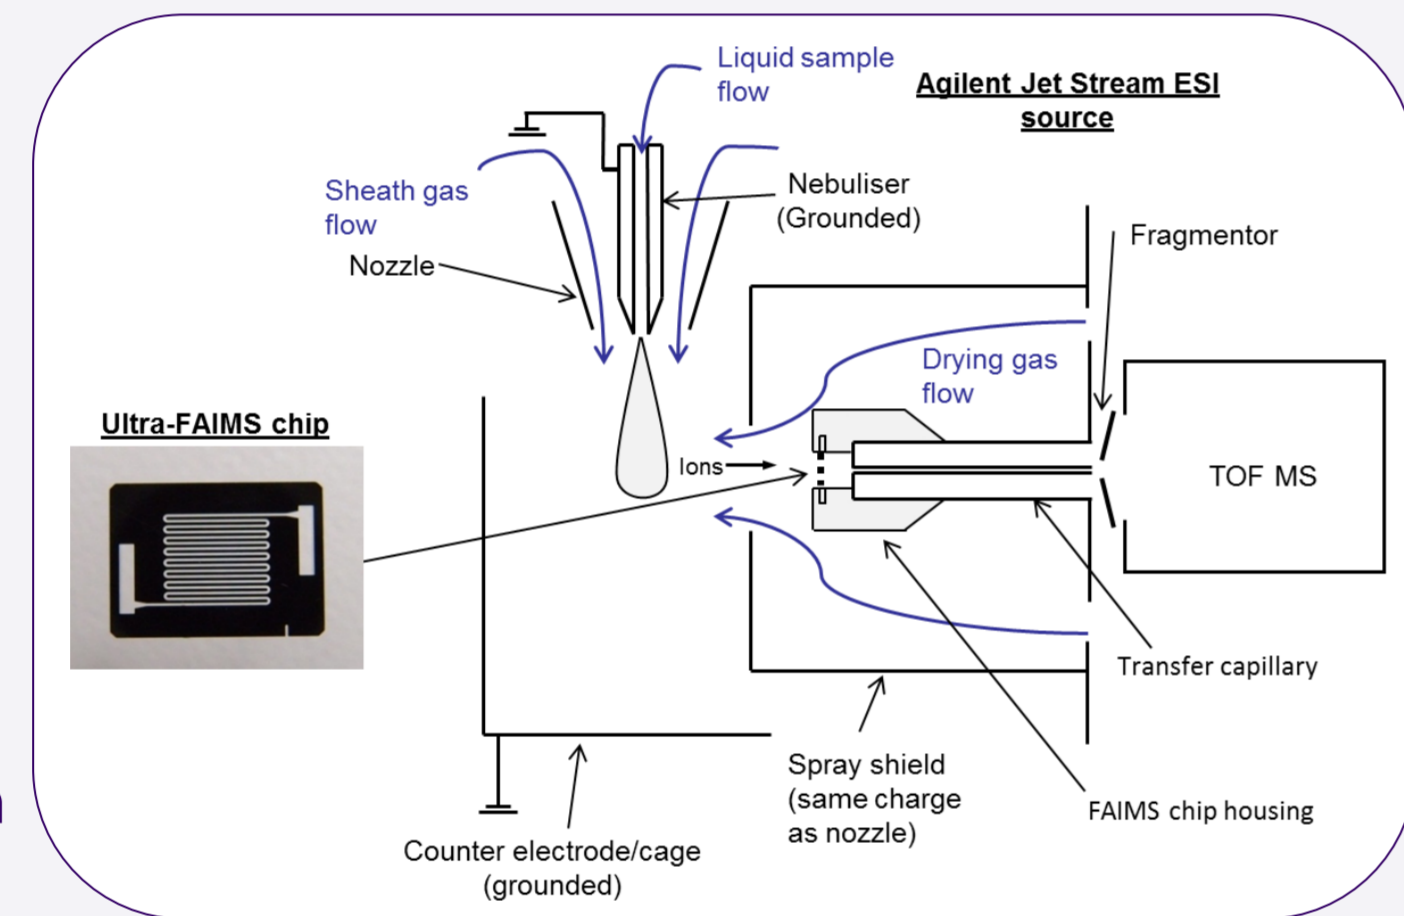 Liquid sample
flow
Agilent Jet Stream ESI
source
Sheath gas
flow
Nebuliser
(Grounded)
Nozzle
Fragmentor
Drying gas
flow
Ultra-FAIMS chip
Ions
TOF MS
Transfer capillary
Spray shield
(same charge
as nozzle)
FAIMS chip housing
Counter electrode/cage
(grounded)